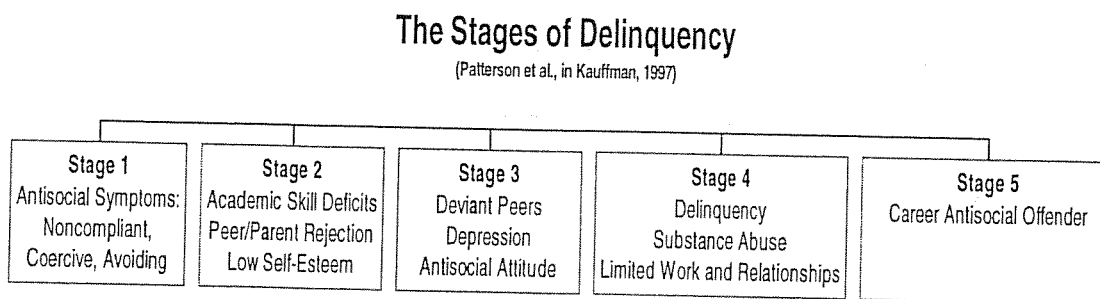 The Stages of Delinquency
(Patterson et al., in Kauffman, 1997)
Stage 1
Antisocial Symptoms:
Noncompliant,
Coercive, Avoiding
Stage 2
Academic Skill Deficits
Peer/Parent Rejection
Low Self-Esteem
Stage 3
Deviant Peers
Depression
Antisocial Attitude
Stage 4
Delinquency
Substance Abuse
Limited Work and Relationships
Stage 5
Career Antisocial Offender